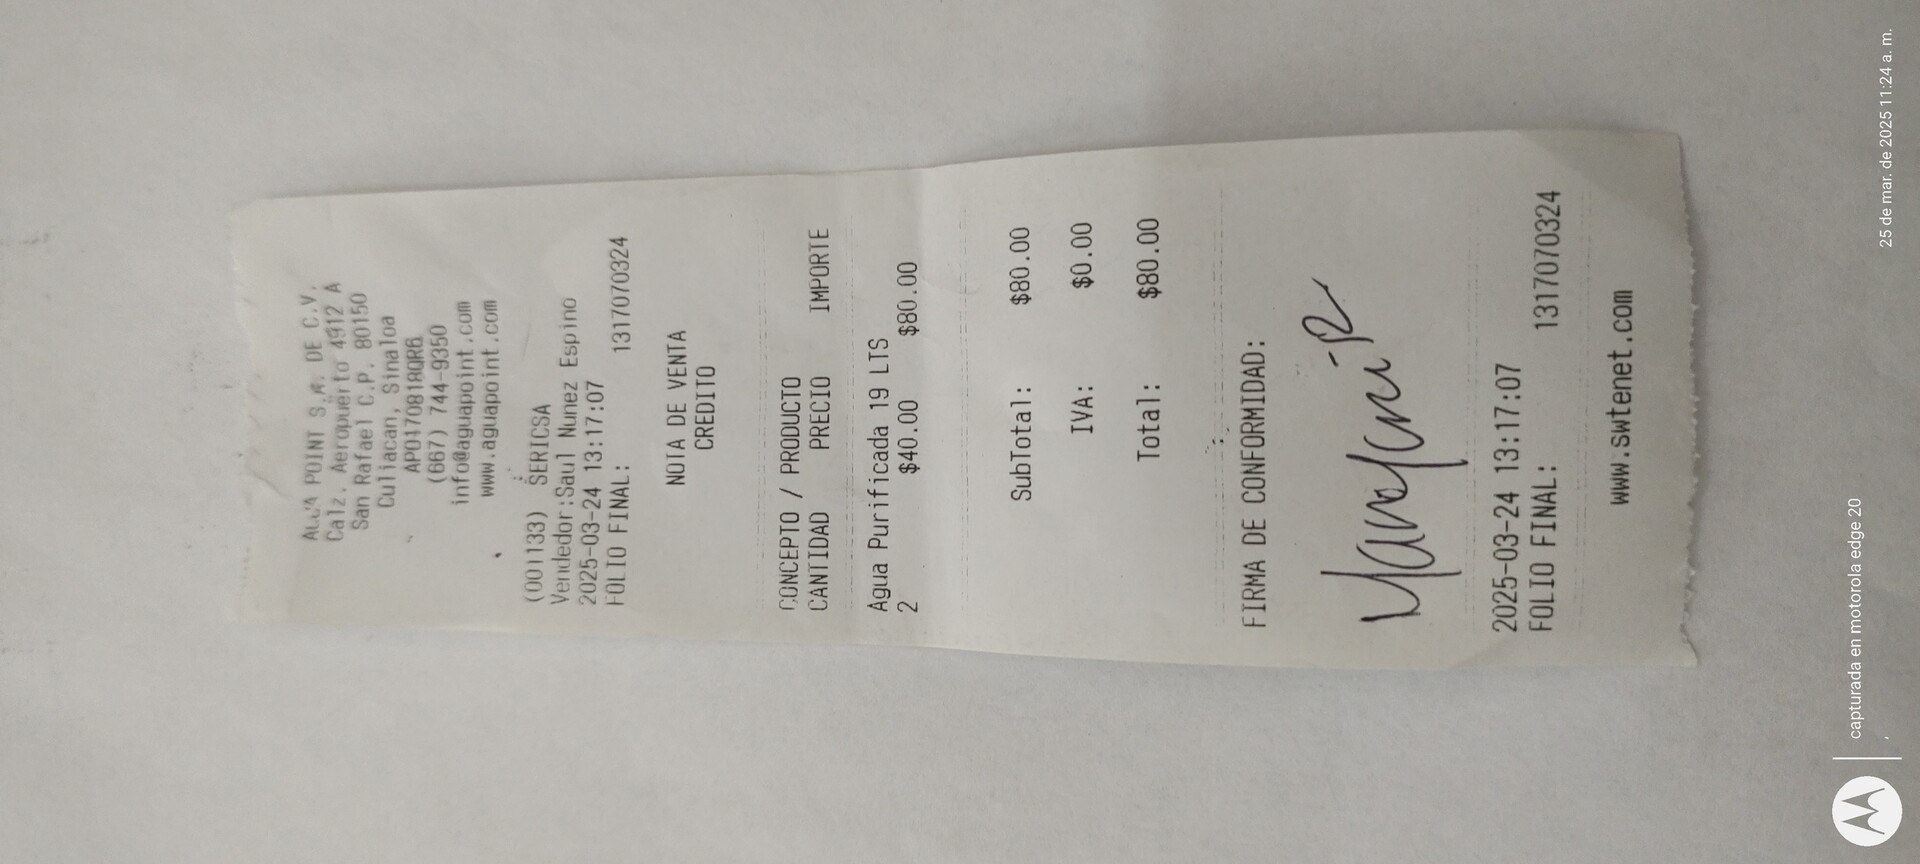 AQUA POINT S.A. DE C.V.
Calz. Aeropuerto 4912 A
San Rafael C.P. 80150
Culiacan, Sinaloa
APO170818QR6
(667) 744-9350
info@aguapoint.com
www.aguapoint.com
(001133) SERICSA
Vendedor:Saul Nunez Espino
2025-03-24 13:17:07
FOLIO FINAL: 1317070324
NOTA DE VENTA
CREDITO
CONCEPTO / PRODUCTO
CANTIDAD PRECIO IMPORTE
Agua Purificada 19 LTS
2 $40.00 $80.00
SubTotal: $80.00
IVA: $0.00
Total: $80.00
FIRMA DE CONFORMIDAD:
2025-03-24 13:17:07
FOLIO FINAL: 1317070324
www.swtenet.com
capturada en motorola edge 20
25 de mar. de 2025 11:24 a. m.